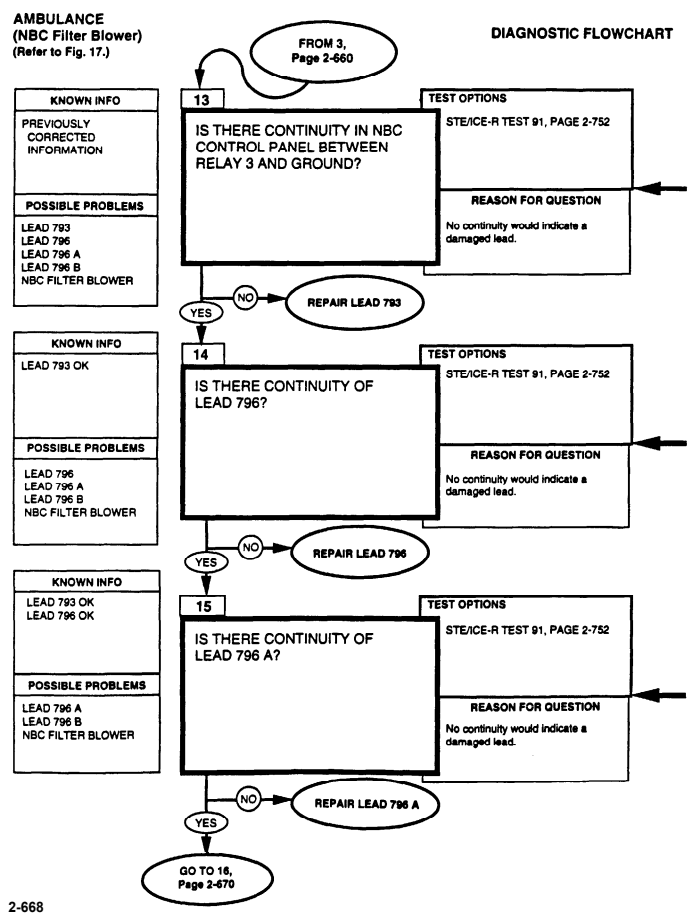 AMBULANCE
(NBC Filter Blower)
(Refer to Fig. 17.)
DIAGNOSTIC FLOWCHART
FROM 3,
Page 2-660
KNOWN INFO
PREVIOUSLY
CORRECTED
INFORMATION
POSSIBLE PROBLEMS
LEAD 793
LEAD 796
LEAD 796 A
LEAD 796 B
NBC FILTER BLOWER
13
IS THERE CONTINUITY IN NBC
CONTROL PANEL BETWEEN
RELAY 3 AND GROUND?
TEST OPTIONS
STE/ICE-R TEST 91, PAGE 2-752
REASON FOR QUESTION
No continuity would indicate a
damaged lead.
NO
REPAIR LEAD 793
YES
KNOWN INFO
LEAD 793 OK
POSSIBLE PROBLEMS
LEAD 796
LEAD 796 A
LEAD 796 B
NBC FILTER BLOWER
14
IS THERE CONTINUITY OF
LEAD 796?
TEST OPTIONS
STE/ICE-R TEST 91, PAGE 2-752
REASON FOR QUESTION
No continuity would indicate a
damaged lead.
NO
REPAIR LEAD 796
YES
KNOWN INFO
LEAD 793 OK
LEAD 796 OK
POSSIBLE PROBLEMS
LEAD 796 A
LEAD 796 B
NBC FILTER BLOWER
15
IS THERE CONTINUITY OF
LEAD 796 A?
TEST OPTIONS
STE/ICE-R TEST 91, PAGE 2-752
REASON FOR QUESTION
No continuity would indicate a
damaged lead.
NO
REPAIR LEAD 796 A
YES
GO TO 16,
Page 2-670
2-668